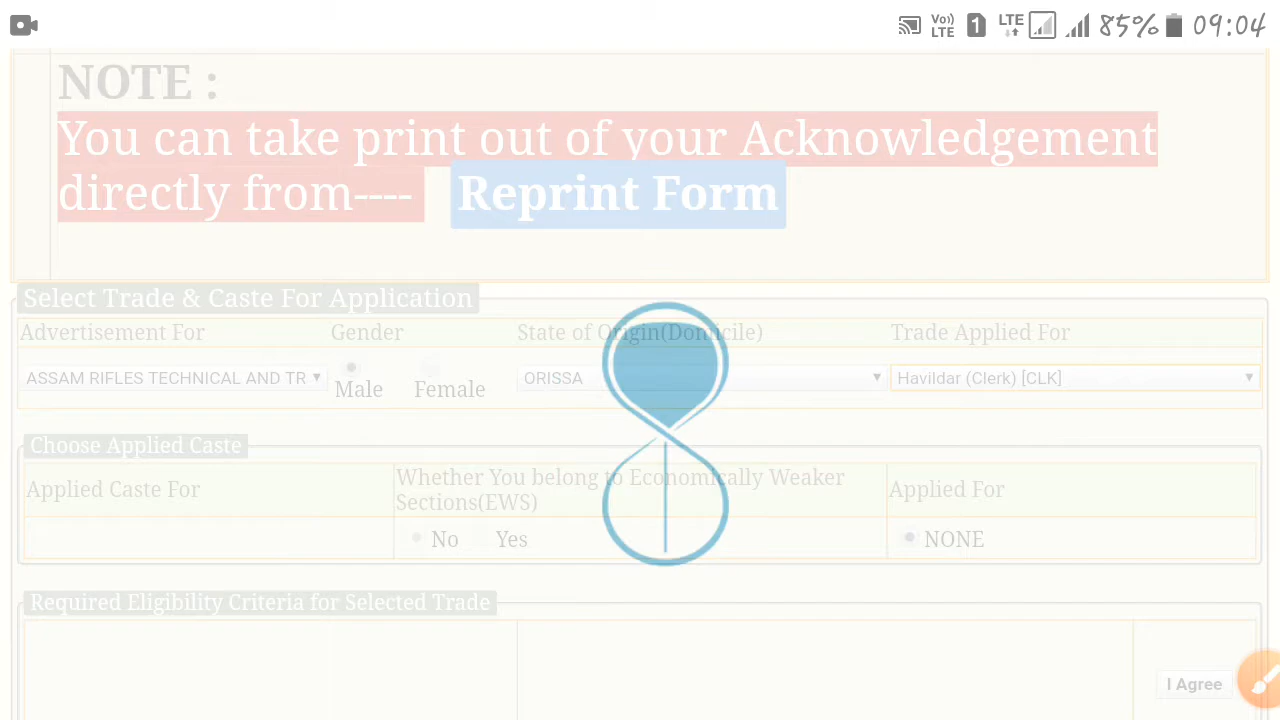 Vo)) LTE 1 LTE 85% 09:04
NOTE :
You can take print out of your Acknowledgement
directly from---- Reprint Form
Select Trade & Caste For Application
Advertisement For Gender State of Origin(Domicile) Trade Applied For
ASSAM RIFLES TECHNICAL AND TR Male Female ORISSA Havildar (Clerk) [CLK]
Choose Applied Caste
Applied Caste For Whether You belong to Economically Weaker Sections(EWS) Applied For
No Yes NONE
Required Eligibility Criteria for Selected Trade
I Agree